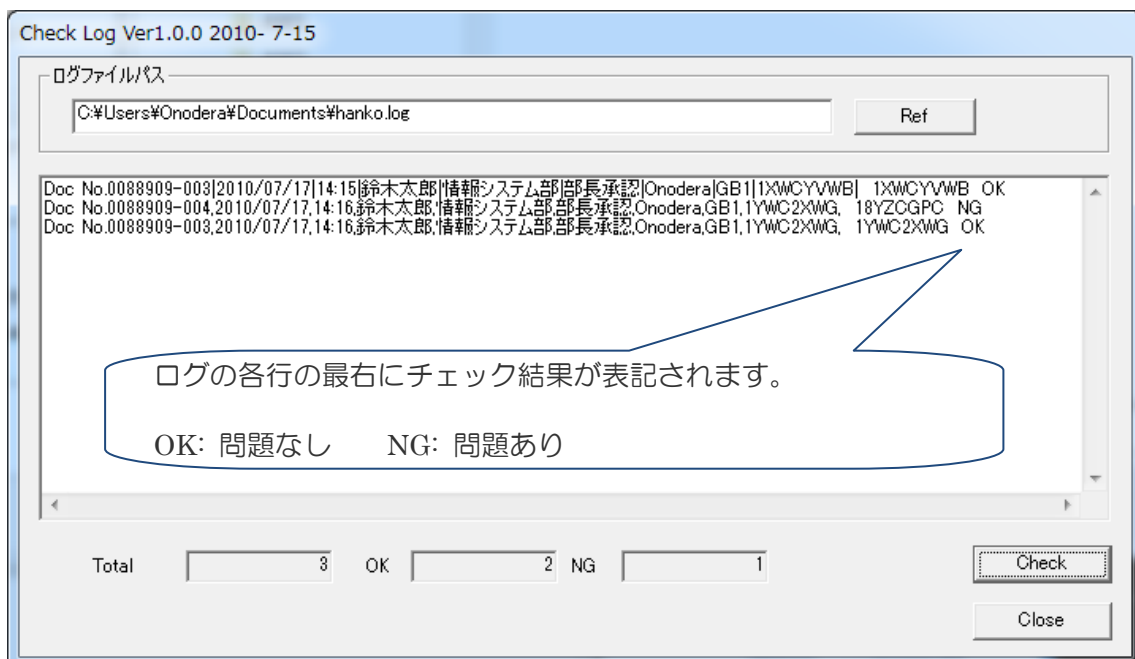 Check Log Ver1.0.0 2010- 7-15
ログファイルパス
C:¥Users¥Onodera¥Documents¥hanko.log
Ref
Doc No.0088909-003|2010/07/17|14:15|鈴木太郎|情報システム部|部長承認|Onodera|GB1|1XWCYVWB| 1XWCYVWB OK
Doc No.0088909-004,2010/07/17,14:16,鈴木太郎,情報システム部,部長承認,Onodera,GB1,1YWC2XWG, 18YZCGPC NG
Doc No.0088909-003,2010/07/17,14:16,鈴木太郎,情報システム部,部長承認,Onodera,GB1,1YWC2XWG, 1YWC2XWG OK
ログの各行の最右にチェック結果が表記されます。
OK: 問題なし NG: 問題あり
Total 3 OK 2 NG 1
Check
Close